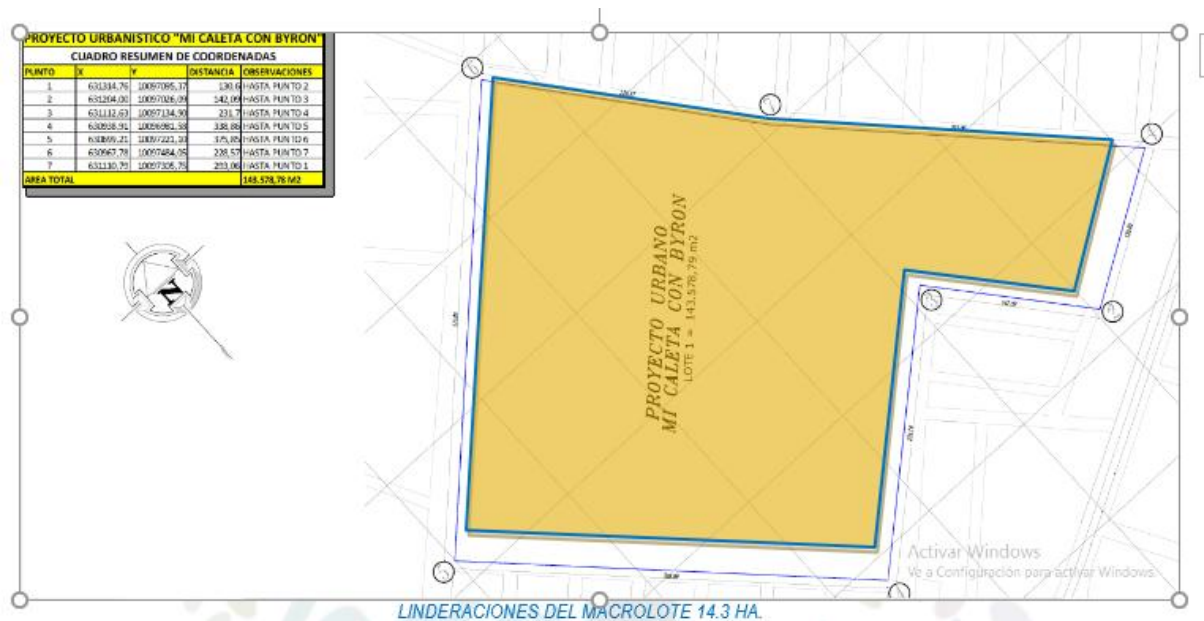 PROYECTO URBANISTICO "MI CALETA CON BYRON"
CUADRO RESUMEN DE COORDENADAS
PUNTO X Y DISTANCIA OBSERVACIONES
1 631314,76 10097095,37 130,6 HASTA PUNTO 2
2 631204,00 10097026,09 142,09 HASTA PUNTO 3
3 631112,63 10097134,90 231,7 HASTA PUNTO 4
4 630938,91 10096981,58 338,86 HASTA PUNTO 5
5 10097221,10 375,85 HASTA PUNTO 6
6 630967,78 10097484,05 228,57 HASTA PUNTO 7
7 631110,79 10097305,75 293,06 HASTA PUNTO 1
AREA TOTAL 143.578,78 M2
N
PROYECTO URBANO
MI CALETA CON BYRON
LOTE 1 = 143.578,79 m2
Activar Windows
Ve a Configuración para activar Windows.
LINDERACIONES DEL MACROLOTE 14.3 HA.